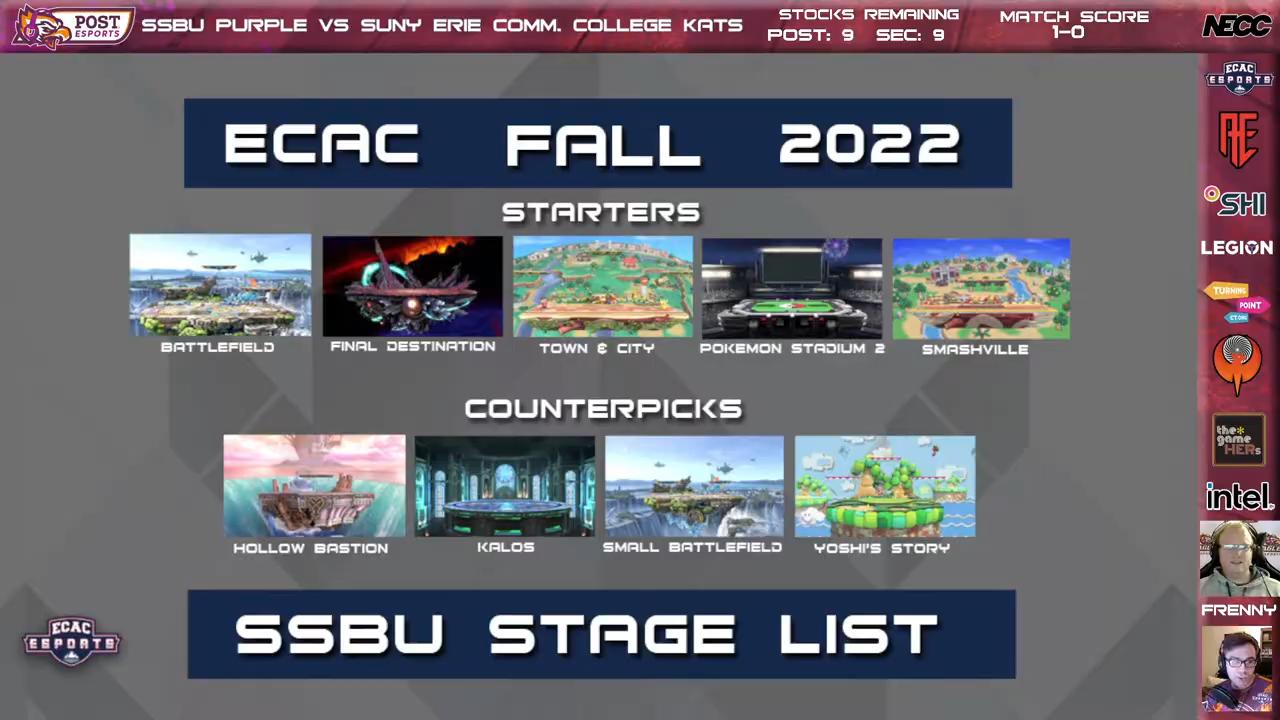 POST
ESPORTS
SSBU PURPLE VS SUNY ERIE COMM. COLLEGE KATS
STOCKS REMAINING
POST: 9 SEC: 9
MATCH SCORE
1-0
NECC
ECAC
ESPORTS
AE
SHI
LEGION
TURNING
POINT
CT.ORG
the*
game
HERs
intel.
FRENNY
ECAC FALL 2022
STARTERS
BATTLEFIELD
FINAL DESTINATION
TOWN & CITY
POKEMON STADIUM 2
SMASHVILLE
COUNTERPICKS
HOLLOW BASTION
KALOS
SMALL BATTLEFIELD
YOSHI'S STORY
SSBU STAGE LIST
ECAC
ESPORTS